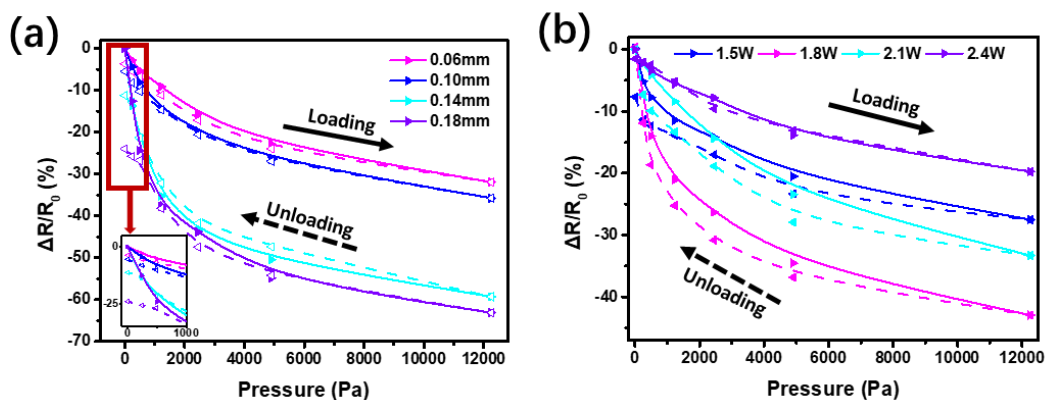 (a)
0
-10
-20
-30
-40
-50
-60
-70
ΔR/R0 (%)
0.06mm
0.10mm
0.14mm
0.18mm
Loading
Unloading
0
-25
0 1000
0 2000 4000 6000 8000 10000 12000
Pressure (Pa)
(b)
0
-10
-20
-30
-40
ΔR/R0 (%)
1.5W 1.8W 2.1W 2.4W
Loading
Unloading
0 2000 4000 6000 8000 10000 12000
Pressure (Pa)